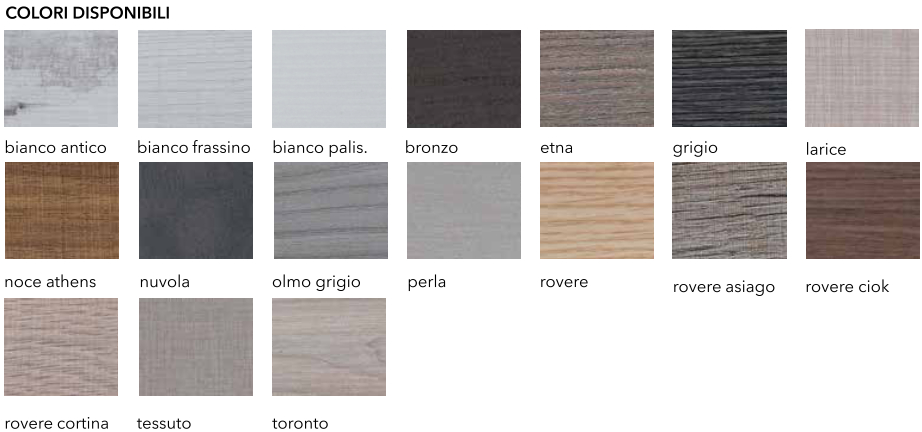 COLORI DISPONIBILI
bianco antico bianco frassino bianco palis. bronzo etna grigio larice
noce athens nuvola olmo grigio perla rovere rovere asiago rovere ciok
rovere cortina tessuto toronto